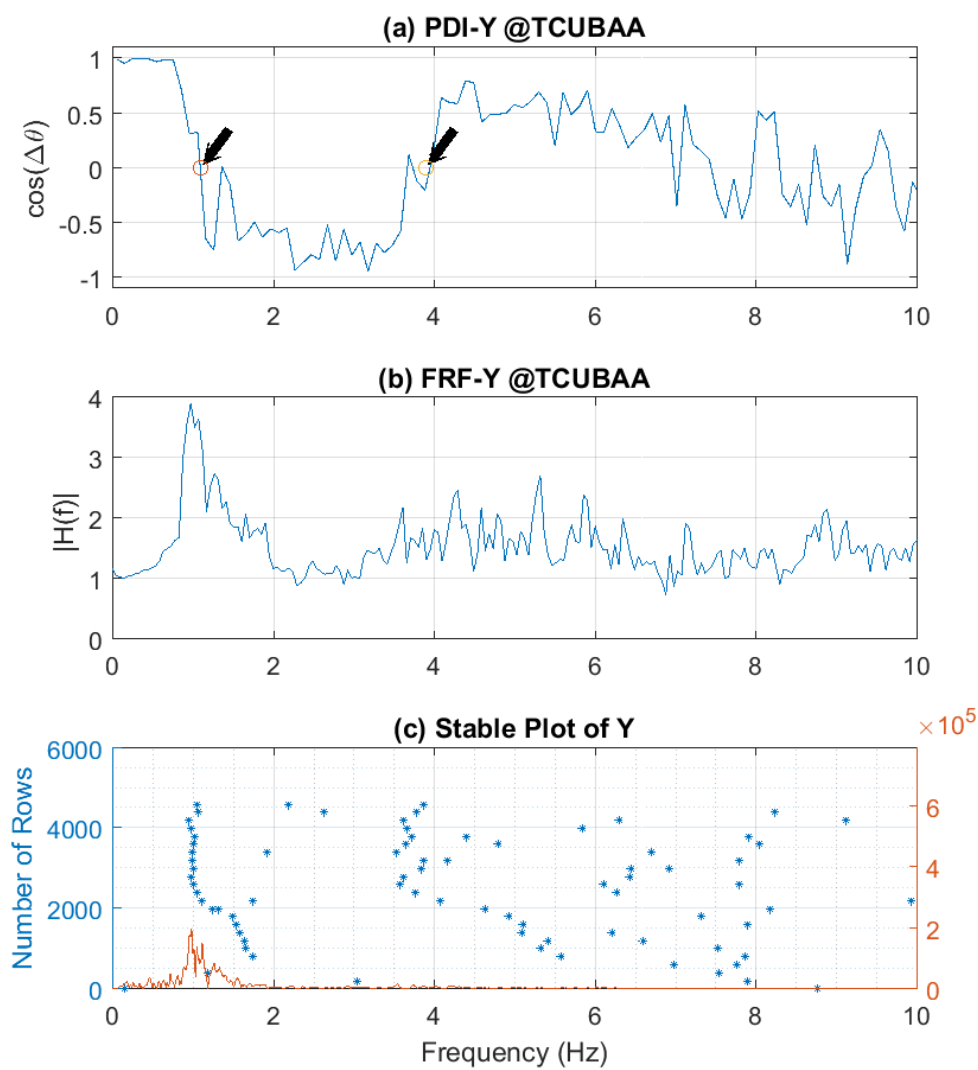 (a) PDI-Y @TCUBAA
1
0.5
0
-0.5
-1
cos(Δθ)
0 2 4 6 8 10
(b) FRF-Y @TCUBAA
4
3
2
1
0
|H(f)|
0 2 4 6 8 10
(c) Stable Plot of Y
×10⁵
6000
4000
2000
0
Number of Rows
6
4
2
0
0 2 4 6 8 10
Frequency (Hz)